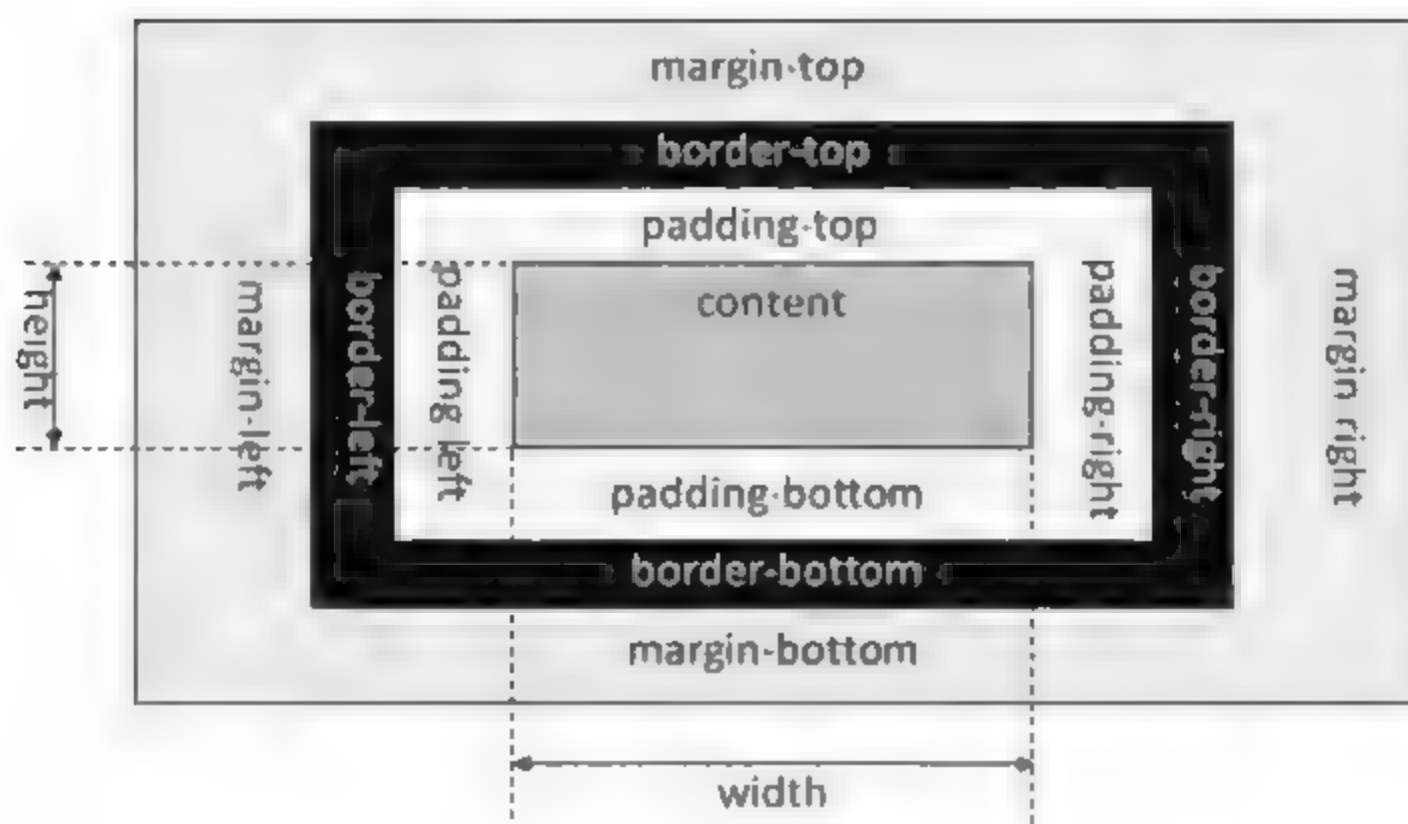 margin-top
border-top
padding-top
content
height
margin-left
border-left
padding left
padding-right
border-right
margin right
padding-bottom
border-bottom
margin-bottom
width